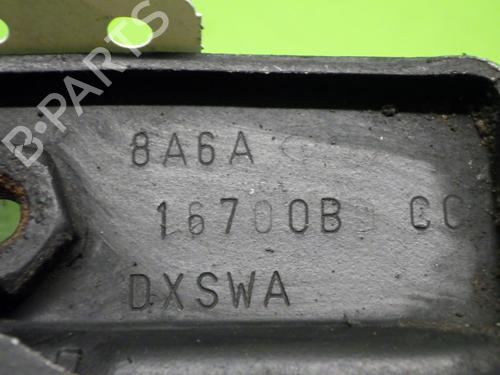 8A6A
16700B CC
DXSWA
B-PARTS